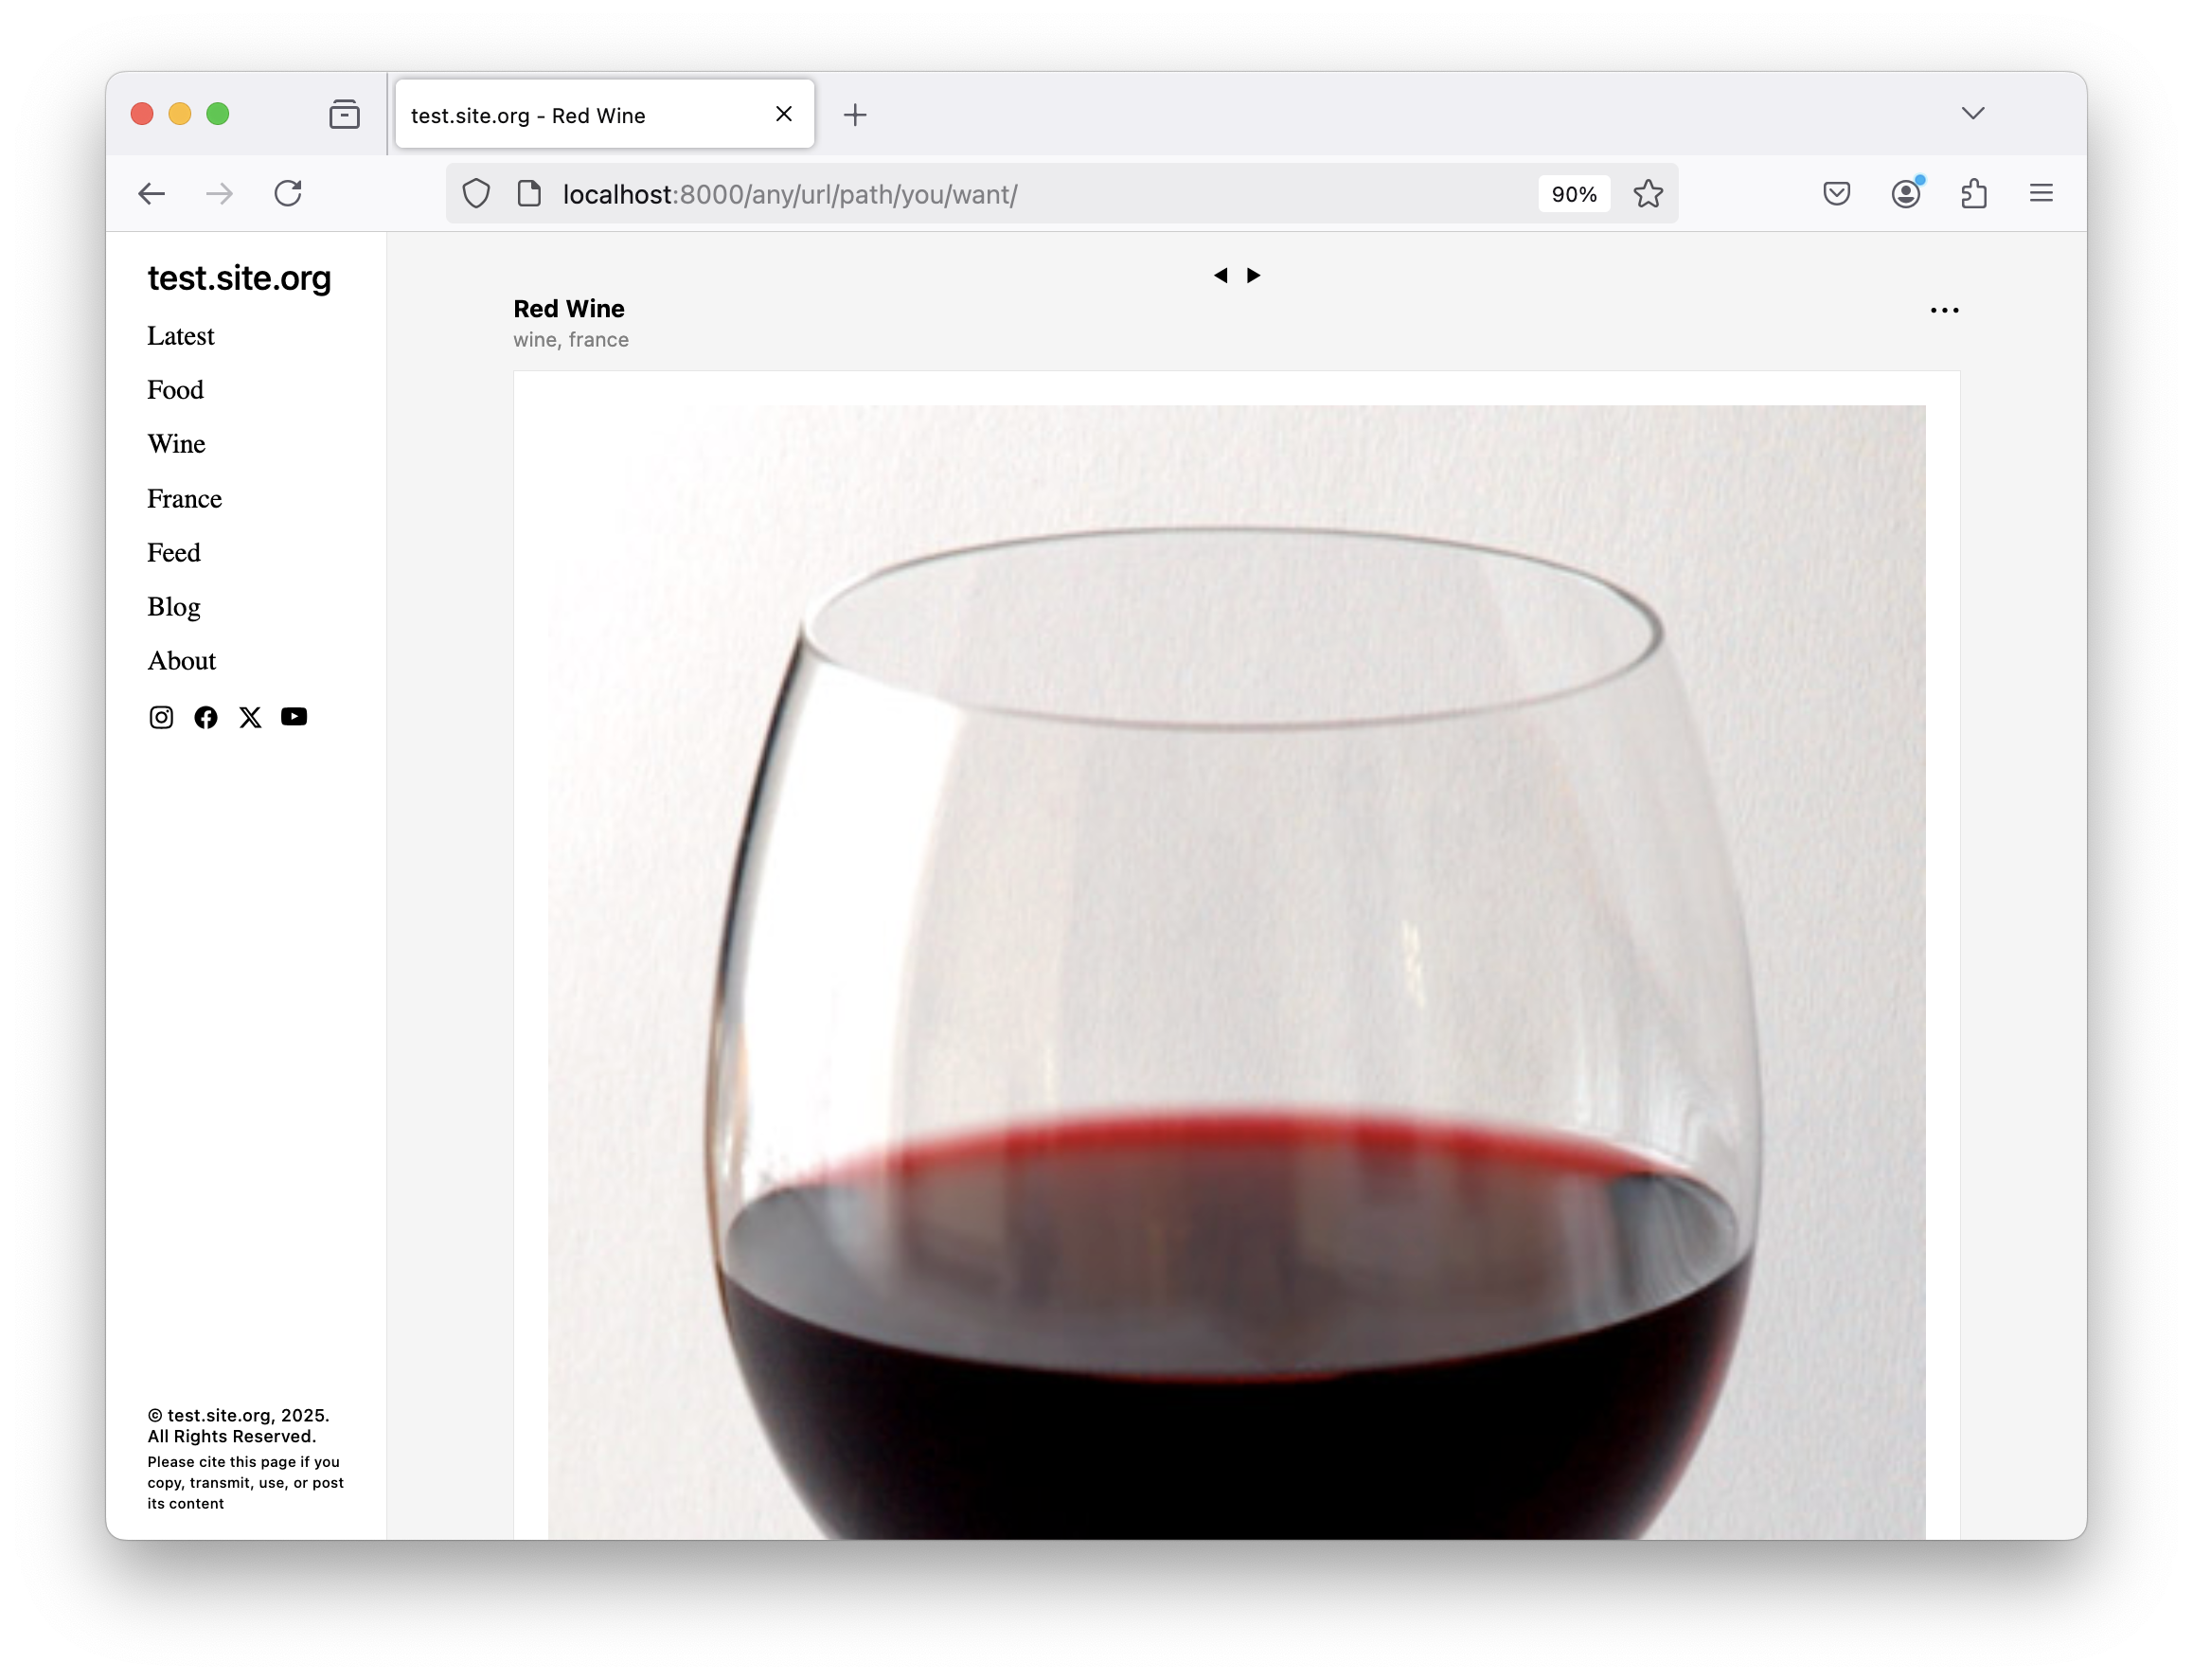 test.site.org - Red Wine
localhost:8000/any/url/path/you/want/
90%
test.site.org
Latest
Food
Wine
France
Feed
Blog
About
© test.site.org, 2025.
All Rights Reserved.
Please cite this page if you
copy, transmit, use, or post
its content
Red Wine
wine, france